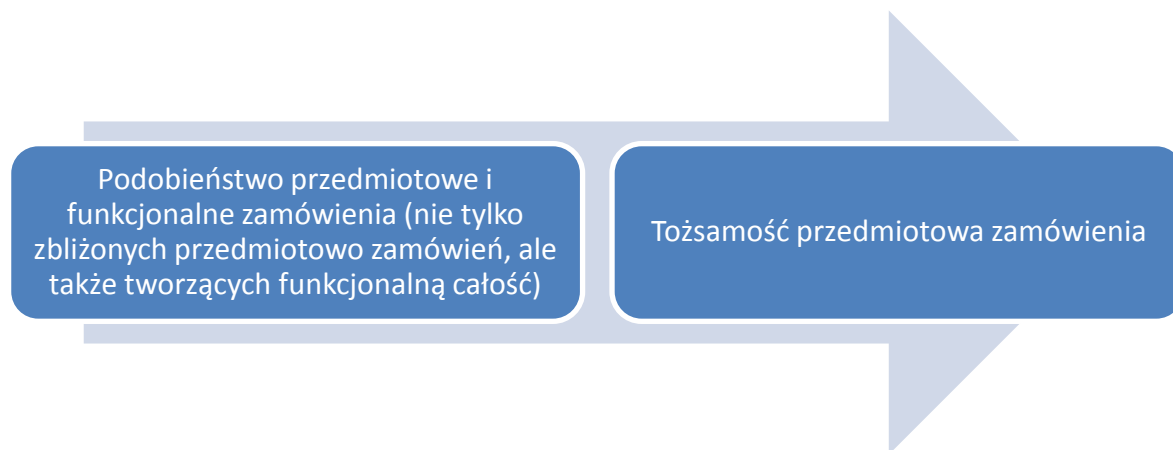 Podobieństwo przedmiotowe i
funkcjonalne zamówienia (nie tylko
zbliżonych przedmiotowo zamówień, ale
także tworzących funkcjonalną całość)
Tożsamość przedmiotowa zamówienia